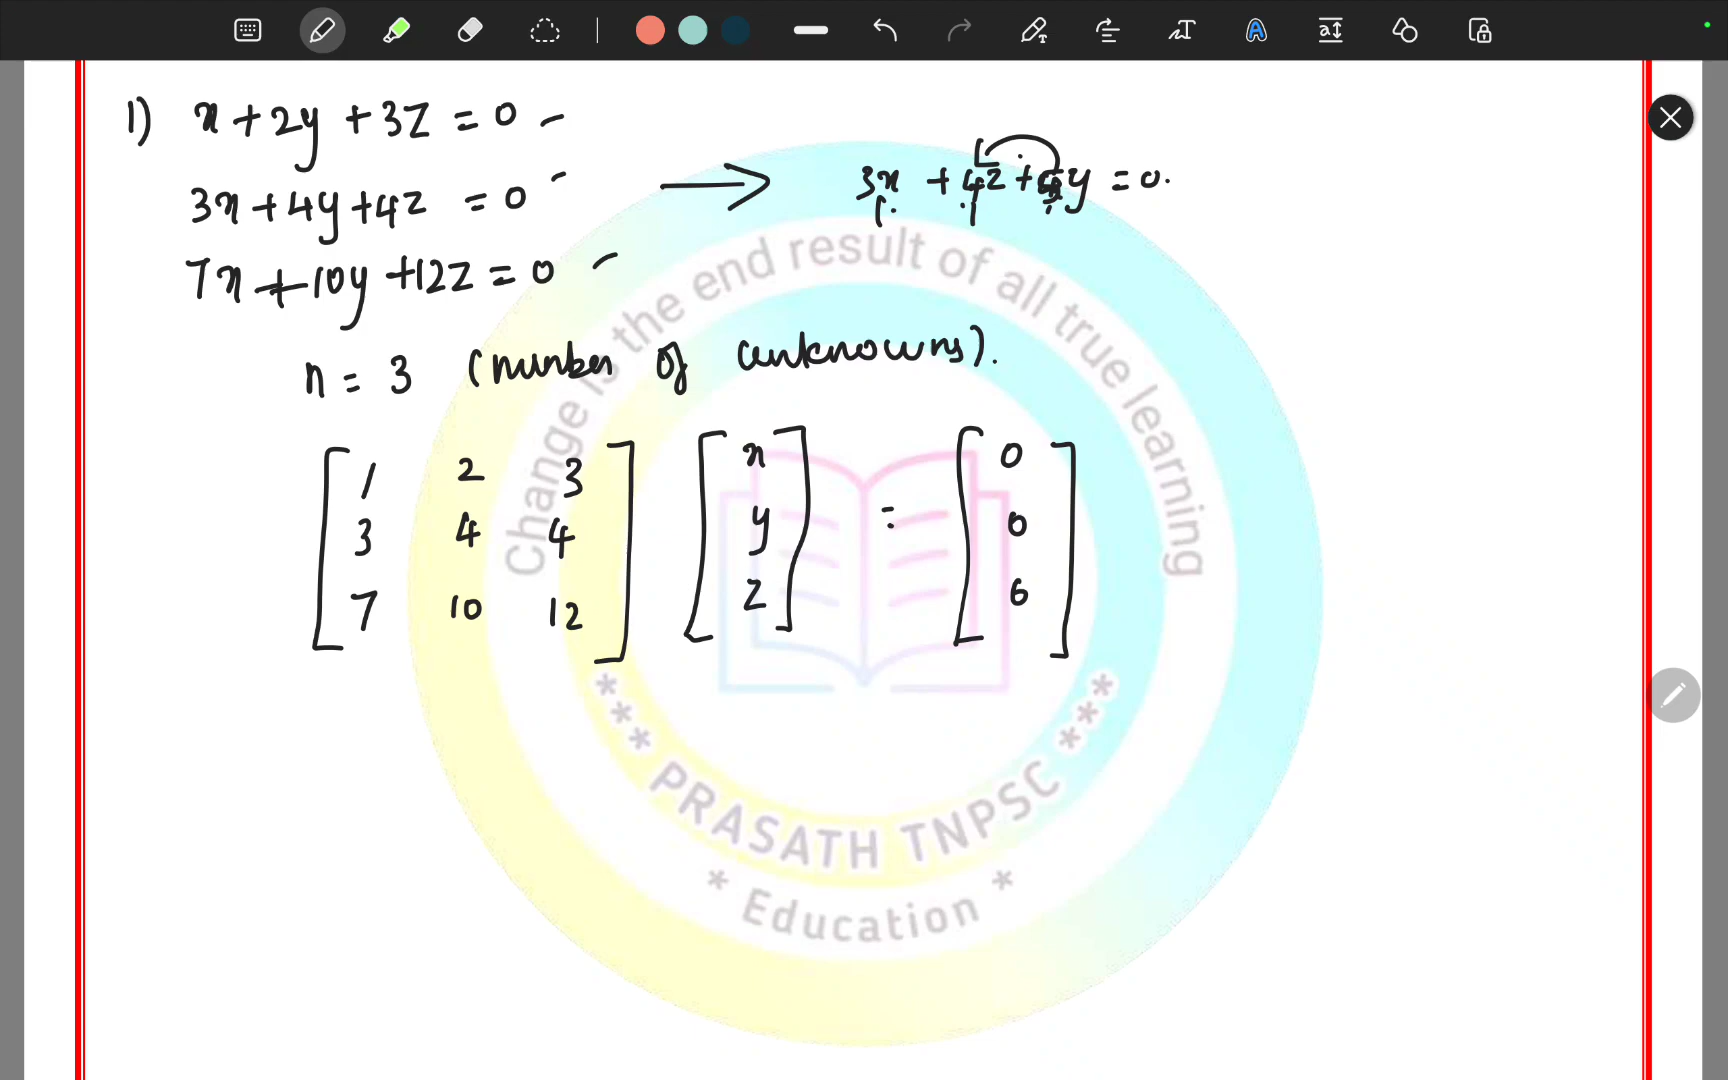 1) x + 2y + 3z = 0 -
3x + 4y + 4z = 0 -
7x + 10y + 12z = 0 -
3x + 4z + y = 0.
n = 3 (number of unknowns).
[ 1 2 3 ] [ x ] = [ 0 ]
[ 3 4 4 ] [ y ] [ 0 ]
[ 7 10 12 ] [ z ] [ 0 ]
Change is the end result of all true learning
**** PRASATH TNPSC ****
* Education *